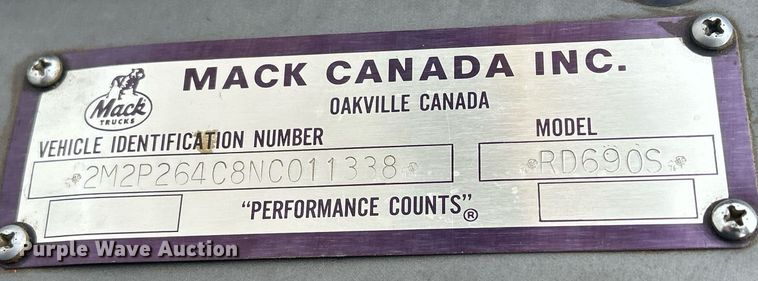 MACK CANADA INC.
Mack
TRUCKS
OAKVILLE CANADA
VEHICLE IDENTIFICATION NUMBER
MODEL
*2M2P264C8NC011338*
*RD690S*
"PERFORMANCE COUNTS"®
Purple Wave Auction